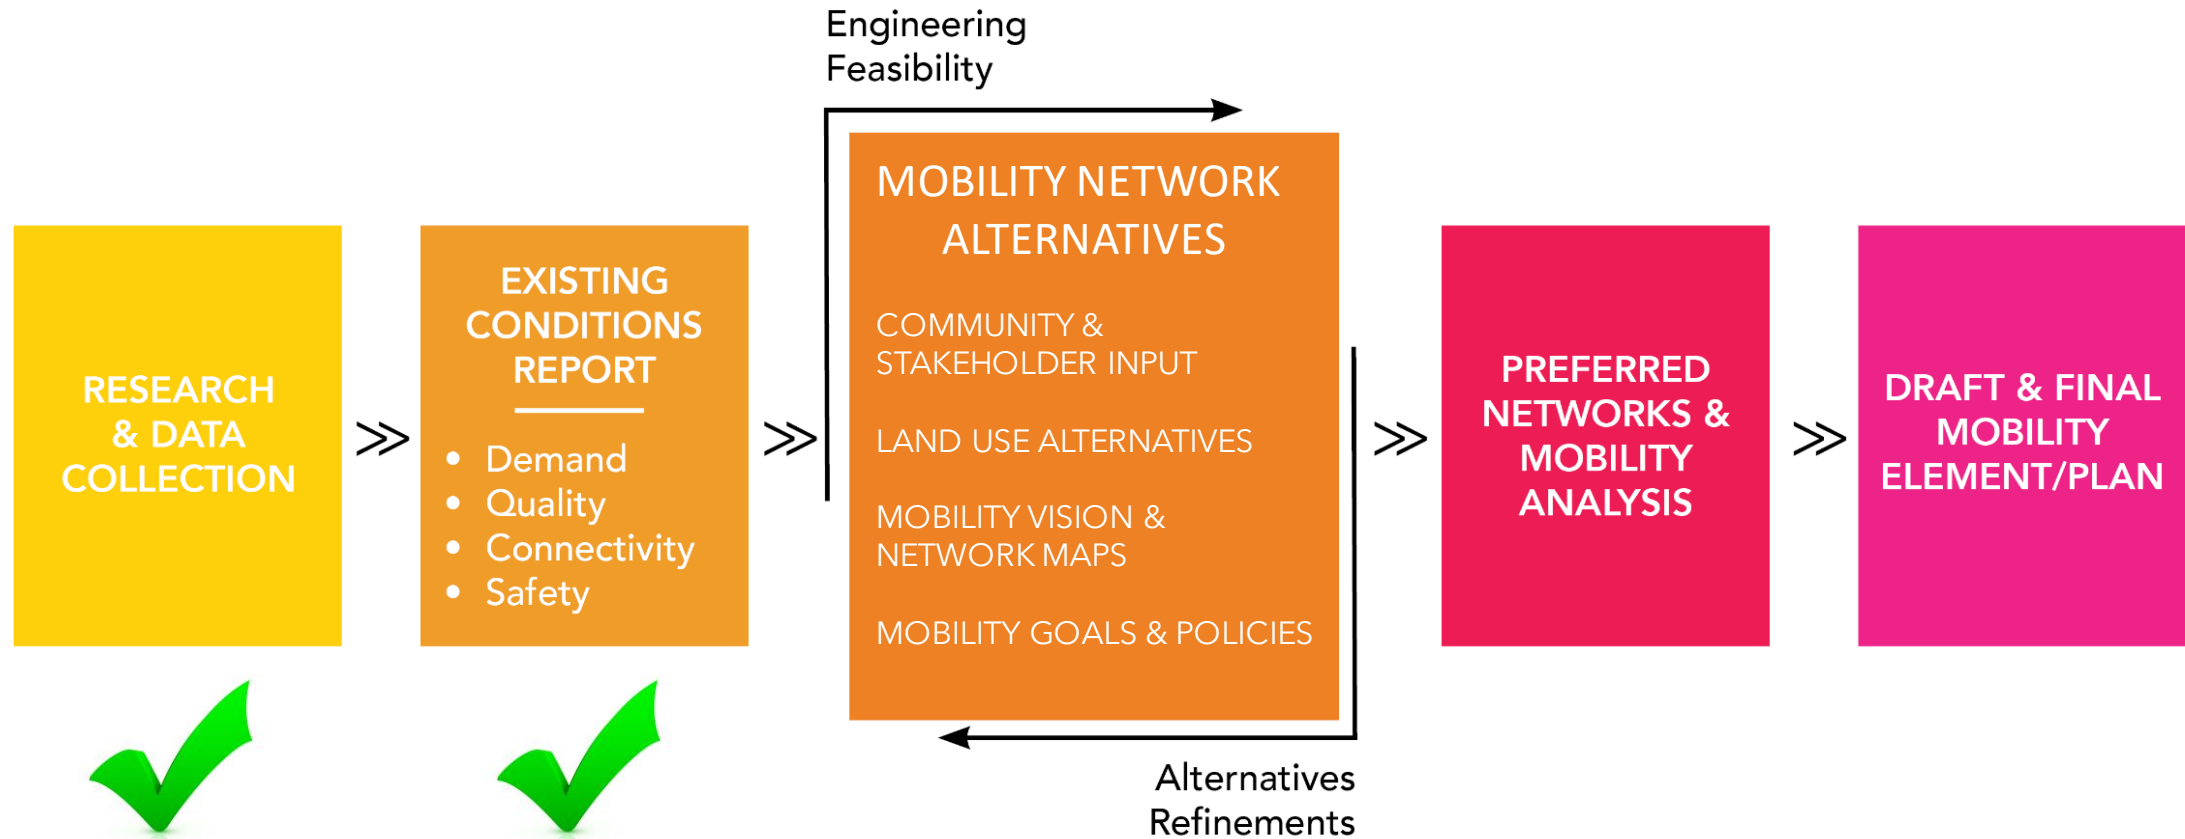 Engineering
Feasibility
RESEARCH
& DATA
COLLECTION
EXISTING
CONDITIONS
REPORT
• Demand
• Quality
• Connectivity
• Safety
MOBILITY NETWORK
ALTERNATIVES
COMMUNITY &
STAKEHOLDER INPUT
LAND USE ALTERNATIVES
MOBILITY VISION &
NETWORK MAPS
MOBILITY GOALS & POLICIES
Alternatives
Refinements
PREFERRED
NETWORKS &
MOBILITY
ANALYSIS
DRAFT & FINAL
MOBILITY
ELEMENT/PLAN